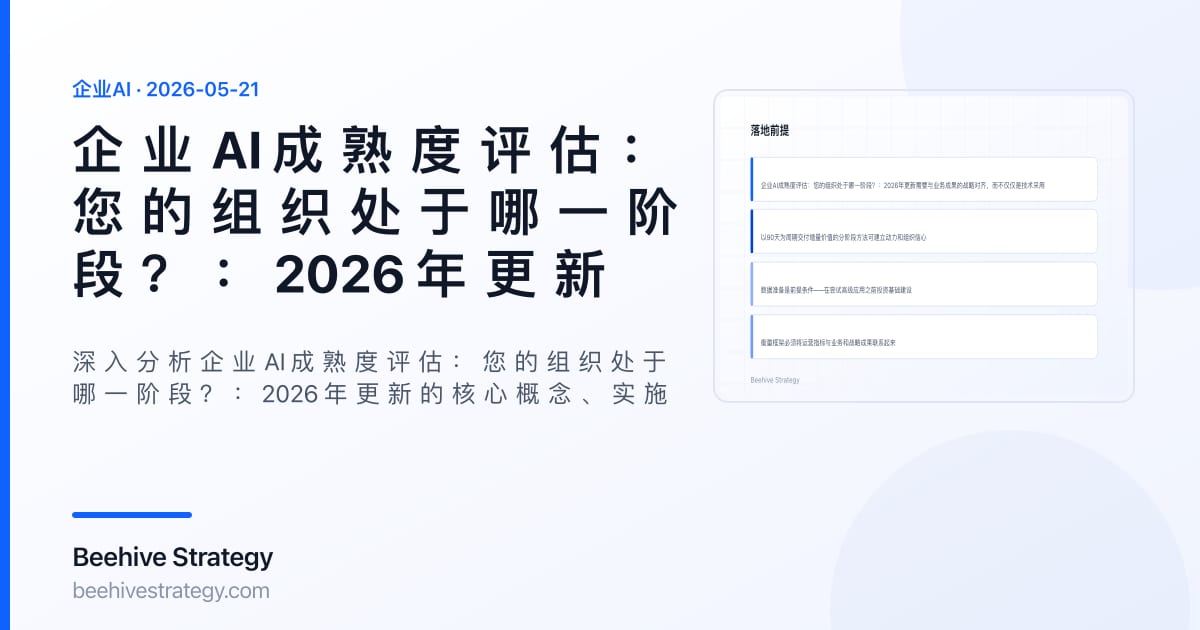 企业AI · 2026-05-21
企业AI成熟度评估：
您的组织处于哪一阶
段？：2026年更新
深入分析企业AI成熟度评估：您的组织处于
哪一阶段？：2026年更新的核心概念、实施
Beehive Strategy
beehivestrategy.com
落地前提
企业AI成熟度评估：您的组织处于哪一阶段？：2026年更新需要与业务成果的战略对齐，而不仅仅是技术采用
以90天为周期交付增量价值的分阶段方法可建立动力和组织信心
数据准备是前提条件——在尝试高级应用之前投资基础建设
衡量框架必须将运营指标与业务和战略成果联系起来
Beehive Strategy